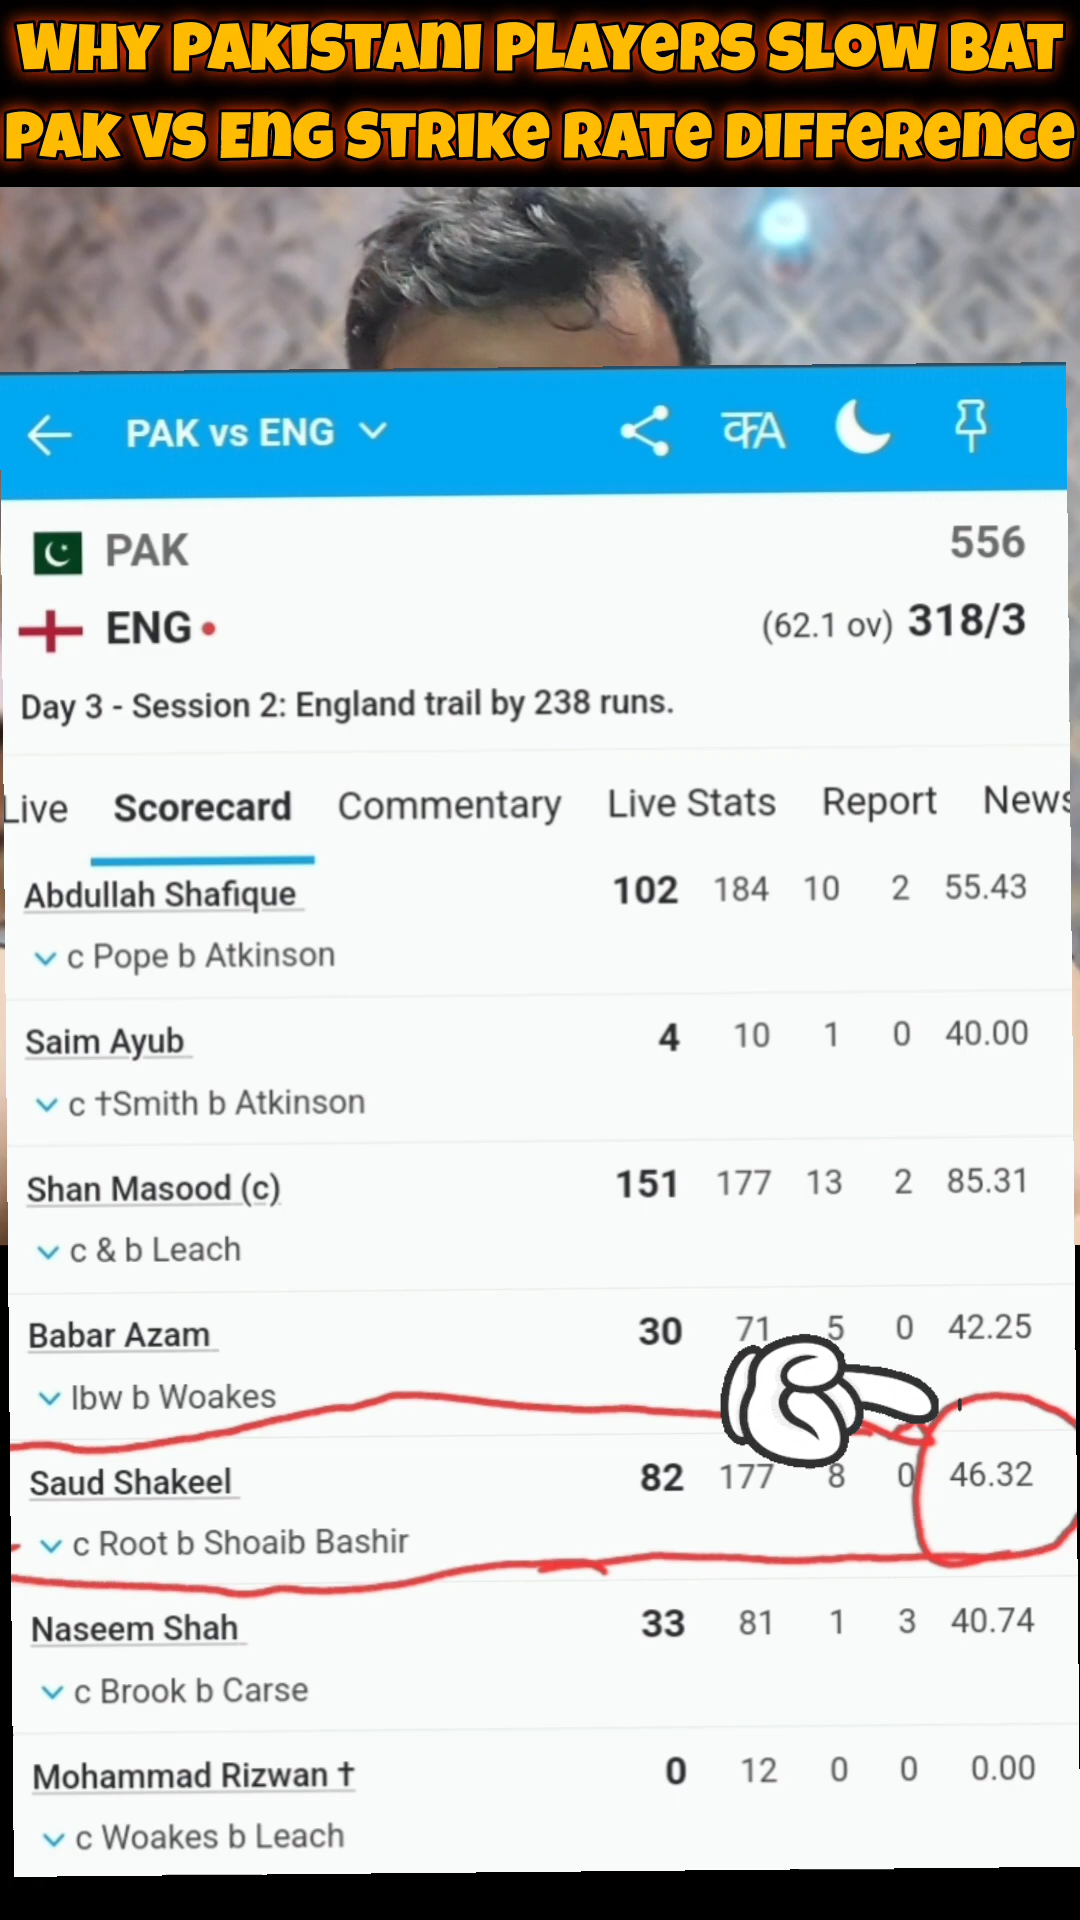 WHY PAKISTANI PLAYERS SLOW BAT
PAK VS ENG STRIKE RATE DIFFERENCE
PAK vs ENG
कA
PAK 556
ENG (62.1 ov) 318/3
Day 3 - Session 2: England trail by 238 runs.
Live Scorecard Commentary Live Stats Report News
Abdullah Shafique 102 184 10 2 55.43
c Pope b Atkinson
Saim Ayub 4 10 1 0 40.00
c †Smith b Atkinson
Shan Masood (c) 151 177 13 2 85.31
c & b Leach
Babar Azam 30 71 5 0 42.25
lbw b Woakes
Saud Shakeel 82 177 8 0 46.32
c Root b Shoaib Bashir
Naseem Shah 33 81 1 3 40.74
c Brook b Carse
Mohammad Rizwan † 0 12 0 0 0.00
c Woakes b Leach